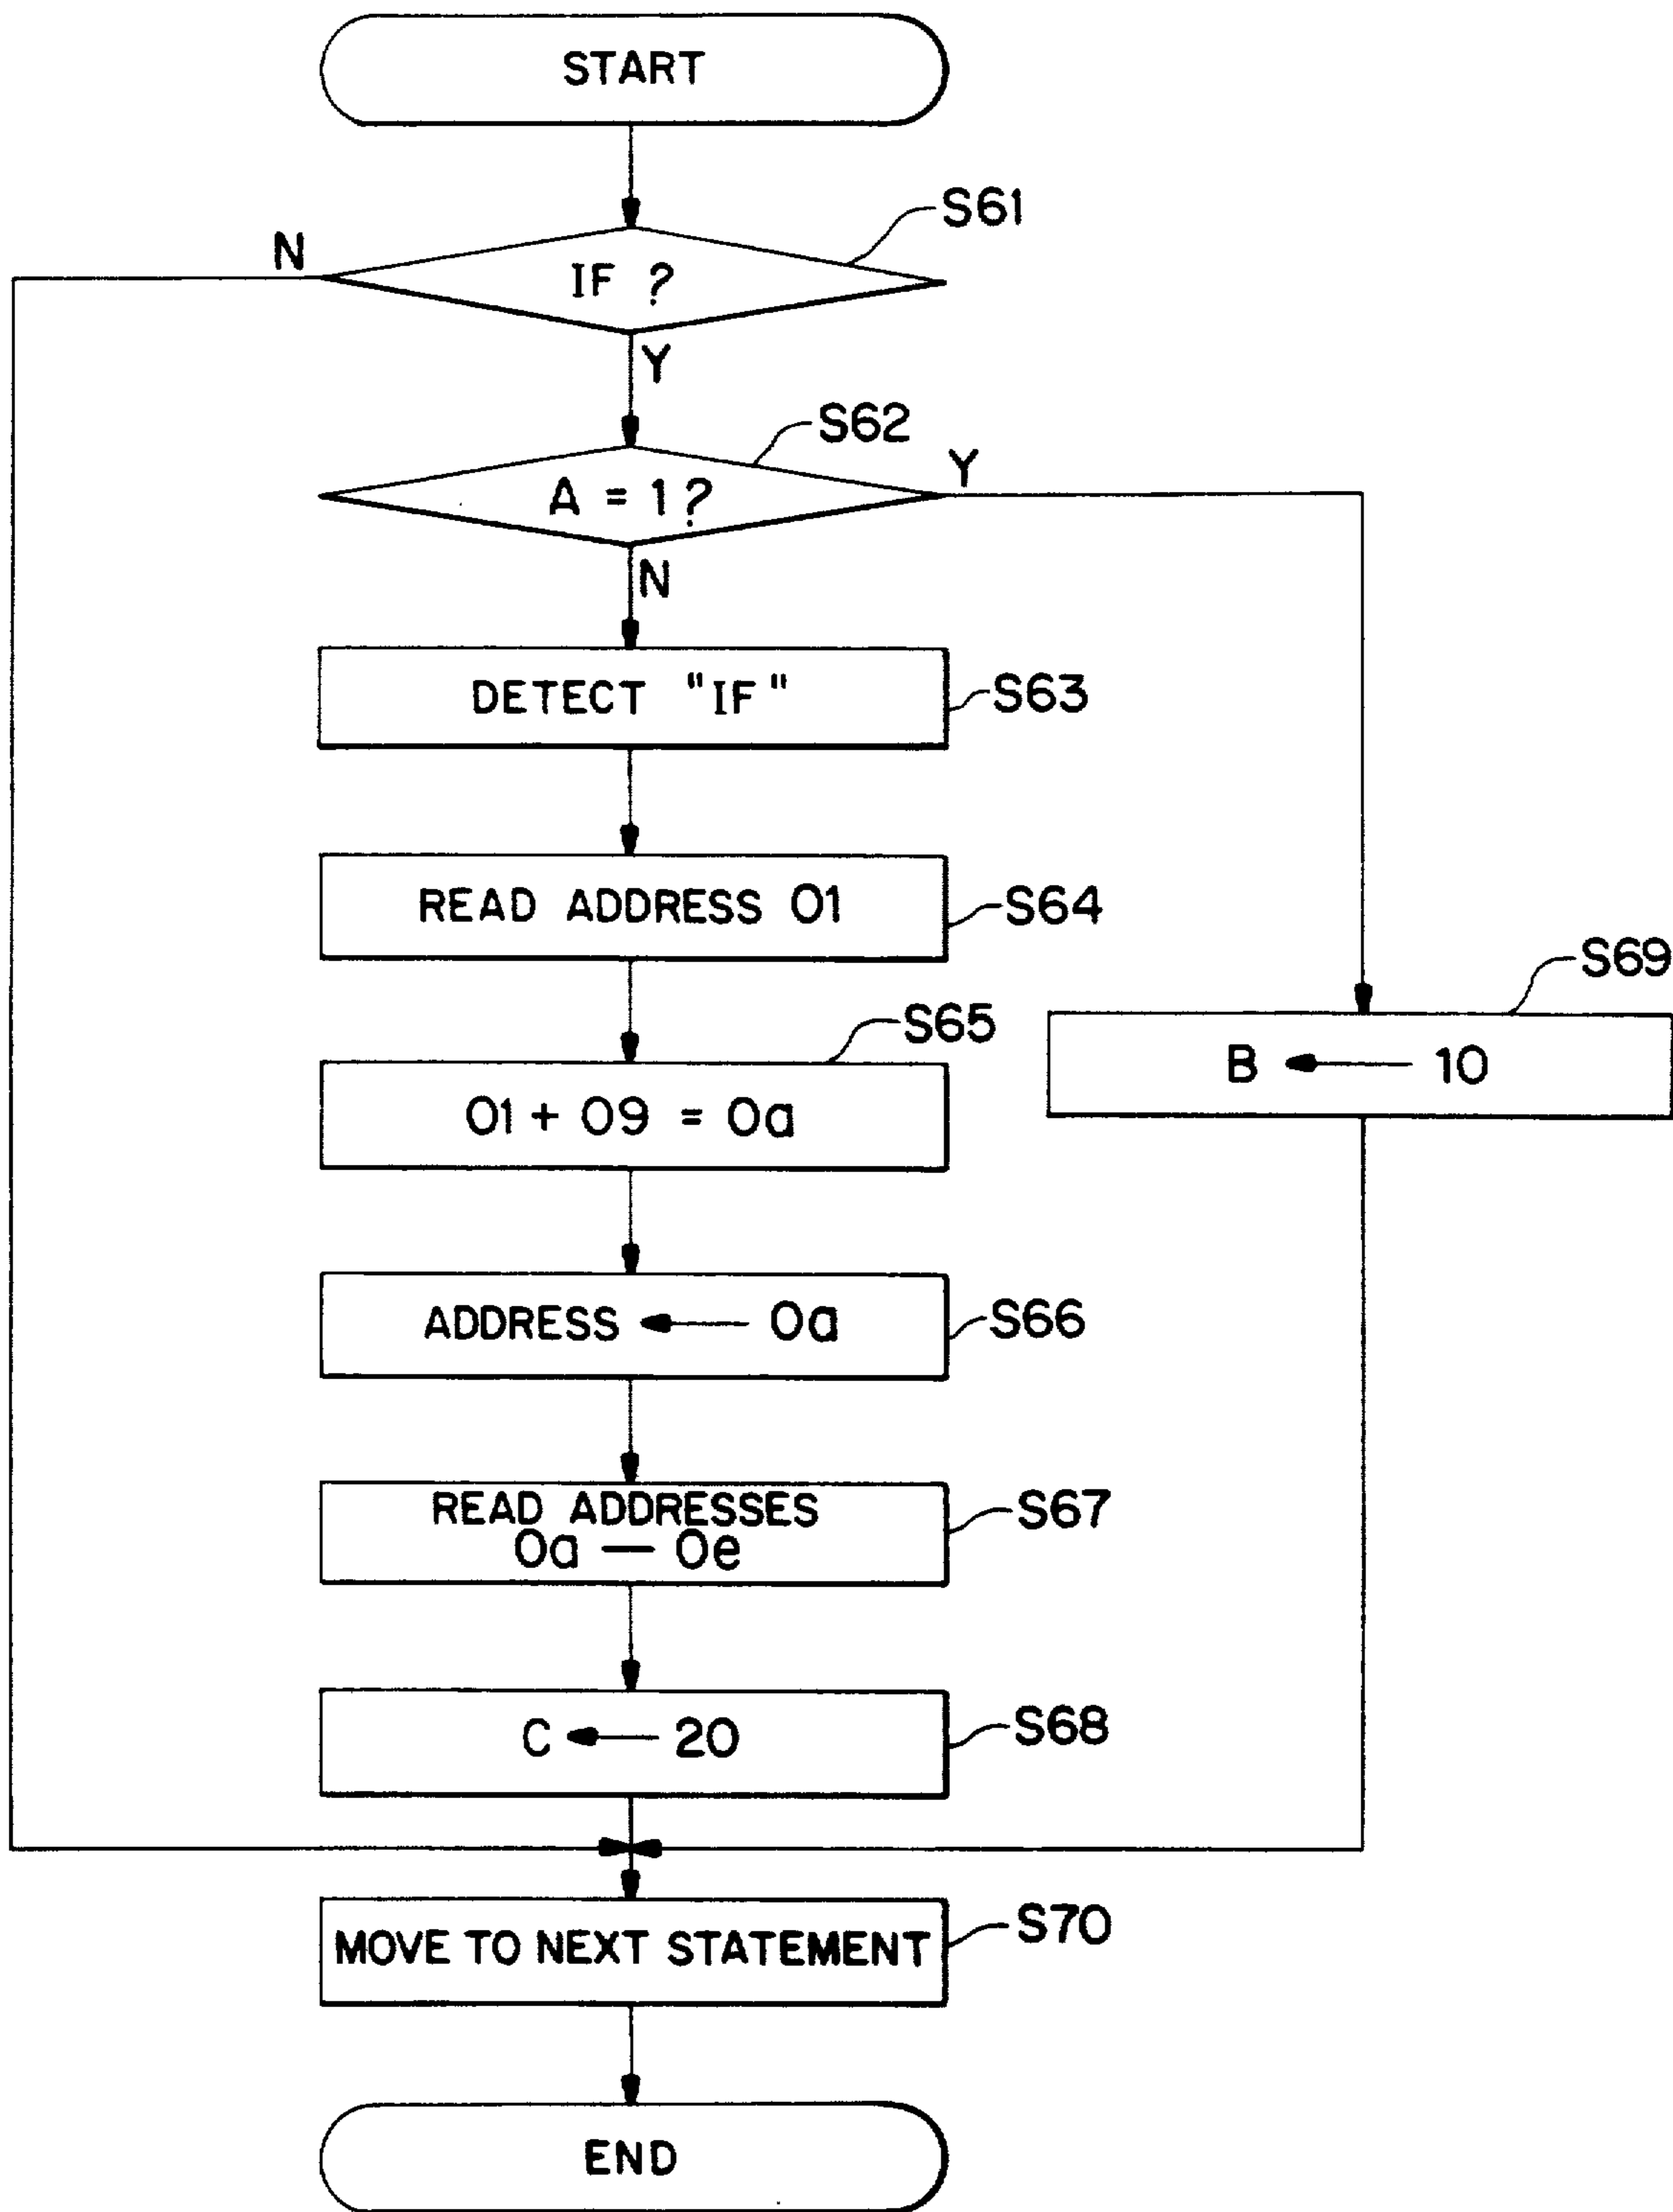 START
S61
N
IF ?
Y
S62
Y
A = 1?
N
DETECT "IF"
S63
READ ADDRESS 01
S64
S69
S65
B ← 10
01 + 09 = 0a
ADDRESS ← 0a
S66
READ ADDRESSES
0a — 0e
S67
C ← 20
S68
MOVE TO NEXT STATEMENT
S70
END